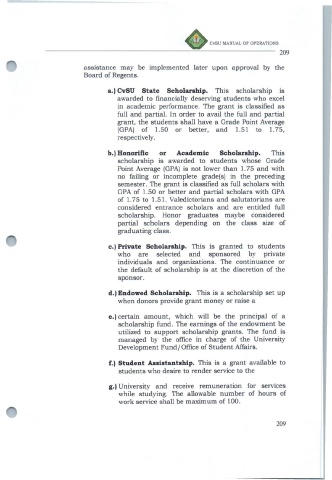 CvSU MANUAL OF OPERATIONS
209
assistance may be implemented later upon approval by the
Board of Regents.
a.) CvSU State Scholarship. This scholarship is
awarded to financially deserving students who excel
in academic performance. The grant is classified as
full and partial. In order to avail the full and partial
grant, the students shall have a Grade Point Average
(GPA) of 1.50 or better, and 1.51 to 1.75,
respectively.
b.) Honorific or Academic Scholarship. This
scholarship is awarded to students whose Grade
Point Average (GPA) is not lower than 1.75 and with
no failing or incomplete grade(s) in the preceding
semester. The grant is classified as full scholars with
GPA of 1.50 or better and partial scholars with GPA
of 1.75 to 1.51. Valedictorians and salutatorians are
considered entrance scholars and are entitled full
scholarship. Honor graduates maybe considered
partial scholars depending on the class size of
graduating class.
c.) Private Scholarship. This is granted to students
who are selected and sponsored by private
individuals and organizations. The continuance or
the default of scholarship is at the discretion of the
sponsor.
d.) Endowed Scholarship. This is a scholarship set up
when donors provide grant money or raise a
e.) certain amount, which will be the principal of a
scholarship fund. The earnings of the endowment be
utilized to support scholarship grants. The fund is
managed by the office in charge of the University
Development Fund/Office of Student Affairs.
f.) Student Assistantship. This is a grant available to
students who desire to render service to the
g.) University and receive remuneration for services
while studying. The allowable number of hours of
work service shall be maximum of 100.
209